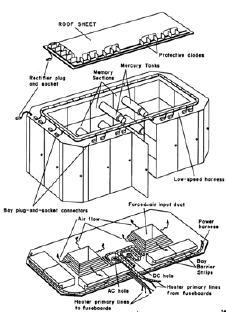 ROOF SHEET
Protective diodes
Rectifier plug
and socket
Memory
Sections
Mercury Tanks
Low-speed harness
Bay plug-and-socket connectors
Forced-air input duct
Air flow
Power
harness
Bay
Barrier
Strips
DC hole
AC hole
Heater primary lines
from fuseboards
Heater primary lines
to fuseboards